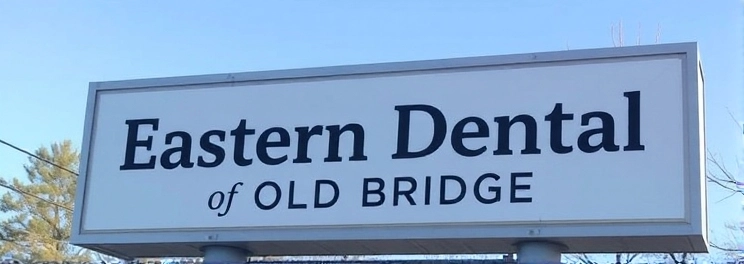 Eastern Dental
of OLD BRIDGE